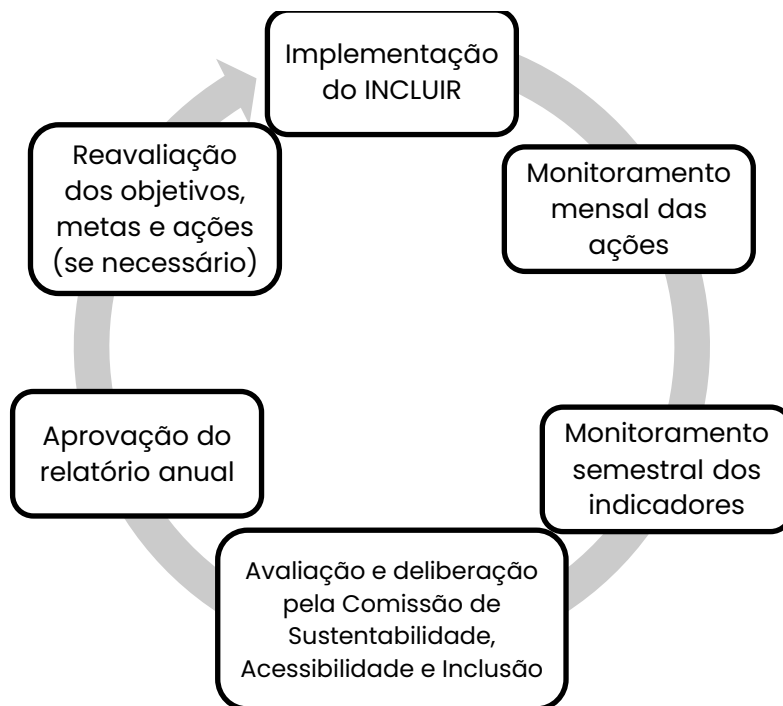 Implementação
do INCLUIR
Monitoramento
mensal das
ações
Monitoramento
semestral dos
indicadores
Avaliação e deliberação
pela Comissão de
Sustentabilidade,
Acessibilidade e Inclusão
Aprovação do
relatório anual
Reavaliação
dos objetivos,
metas e ações
(se necessário)